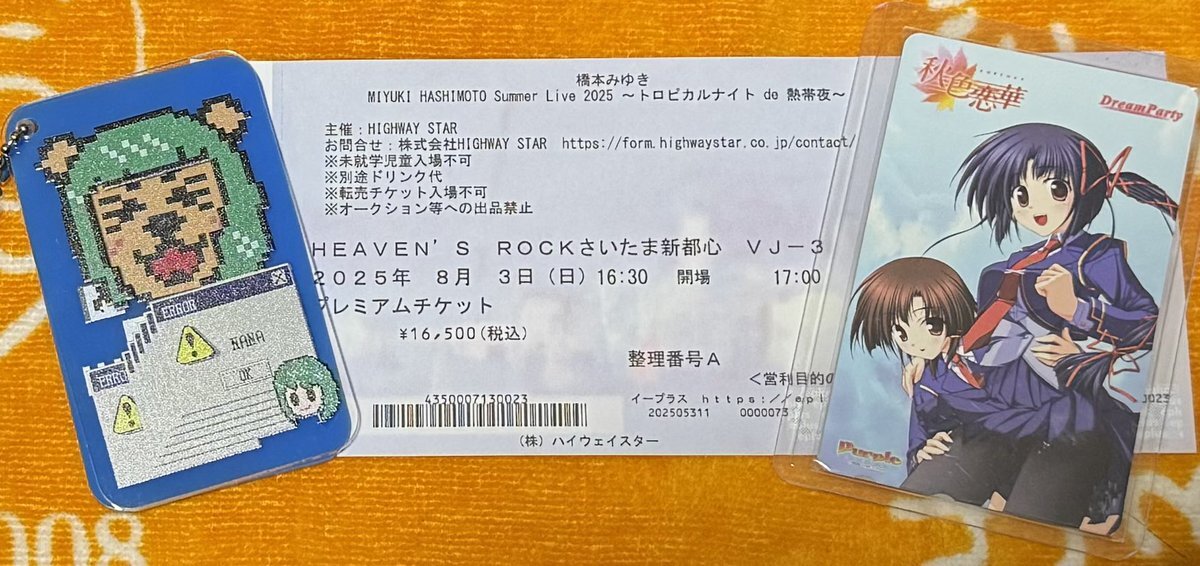 橋本みゆき
MIYUKI HASHIMOTO Summer Live 2025 ～トロピカルナイト de 熱帯夜～
主催：HIGHWAY STAR
お問合せ：株式会社HIGHWAY STAR https://form.highwaystar.co.jp/contact/
※未就学児童入場不可
※別途ドリンク代
※転売チケット入場不可
※オークション等への出品禁止
HEAVEN'S ROCKさいたま新都心 VJ－3
2025年 8月 3日（日）16:30 開場 17:00
プレミアムチケット
¥16,500(税込)
整理番号A
＜営利目的の
4350007130023
イープラス https://epl
202505311 0000073
（株）ハイウェイスター
ERROR
NANA
OK
ERRO
秋色恋華
DreamParty
Purple
008